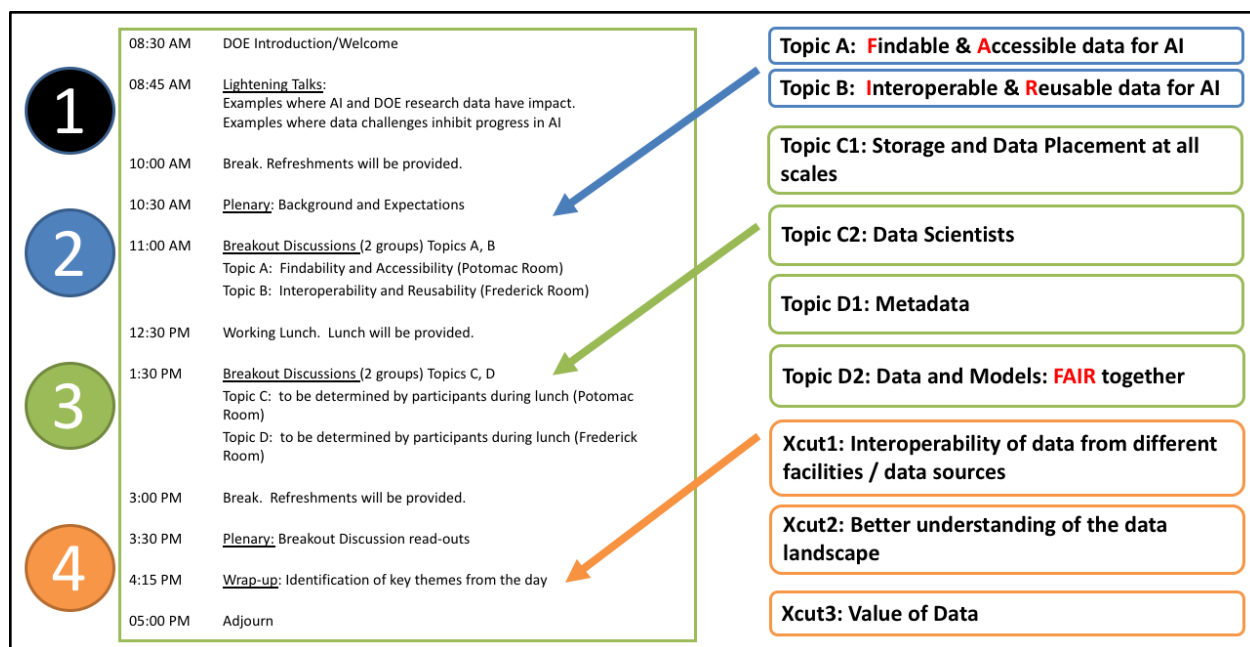 1
2
3
4
08:30 AM DOE Introduction/Welcome
08:45 AM Lightening Talks:
Examples where AI and DOE research data have impact.
Examples where data challenges inhibit progress in AI
10:00 AM Break. Refreshments will be provided.
10:30 AM Plenary: Background and Expectations
11:00 AM Breakout Discussions (2 groups) Topics A, B
Topic A: Findability and Accessibility (Potomac Room)
Topic B: Interoperability and Reusability (Frederick Room)
12:30 PM Working Lunch. Lunch will be provided.
1:30 PM Breakout Discussions (2 groups) Topics C, D
Topic C: to be determined by participants during lunch (Potomac
Room)
Topic D: to be determined by participants during lunch (Frederick
Room)
3:00 PM Break. Refreshments will be provided.
3:30 PM Plenary: Breakout Discussion read-outs
4:15 PM Wrap-up: Identification of key themes from the day
05:00 PM Adjourn
Topic A: Findable & Accessible data for AI
Topic B: Interoperable & Reusable data for AI
Topic C1: Storage and Data Placement at all
scales
Topic C2: Data Scientists
Topic D1: Metadata
Topic D2: Data and Models: FAIR together
Xcut1: Interoperability of data from different
facilities / data sources
Xcut2: Better understanding of the data
landscape
Xcut3: Value of Data